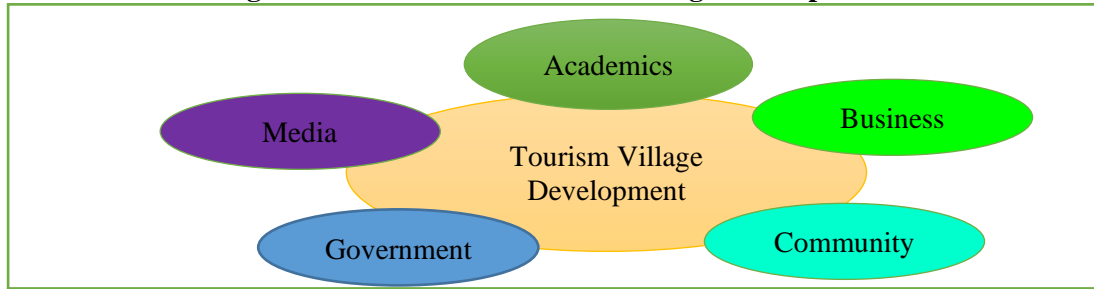 Academics
Media
Business
Tourism Village
Development
Government
Community